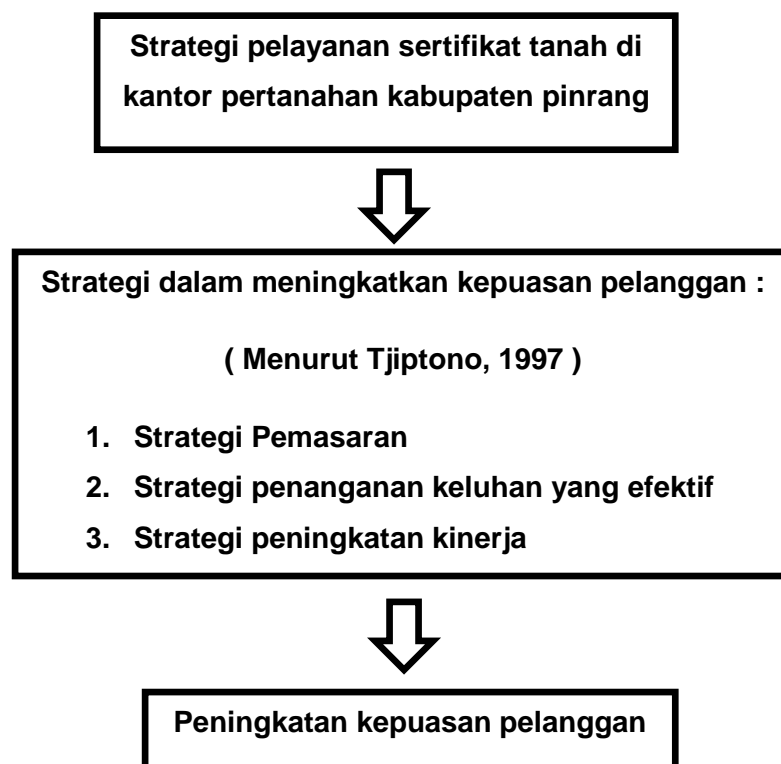 Strategi pelayanan sertifikat tanah di
kantor pertanahan kabupaten pinrang
Strategi dalam meningkatkan kepuasan pelanggan :
( Menurut Tjiptono, 1997 )
1. Strategi Pemasaran
2. Strategi penanganan keluhan yang efektif
3. Strategi peningkatan kinerja
Peningkatan kepuasan pelanggan